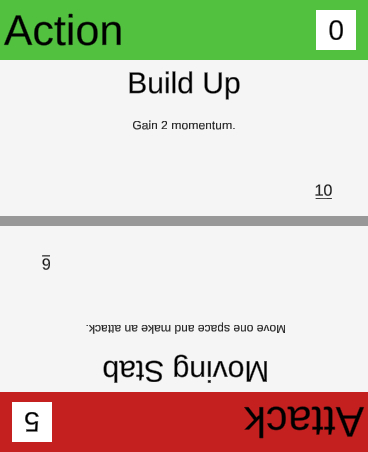 Action
0
Build Up
Gain 2 momentum.
10
Attack
5
Moving Stab
Move one space and make an attack.
9